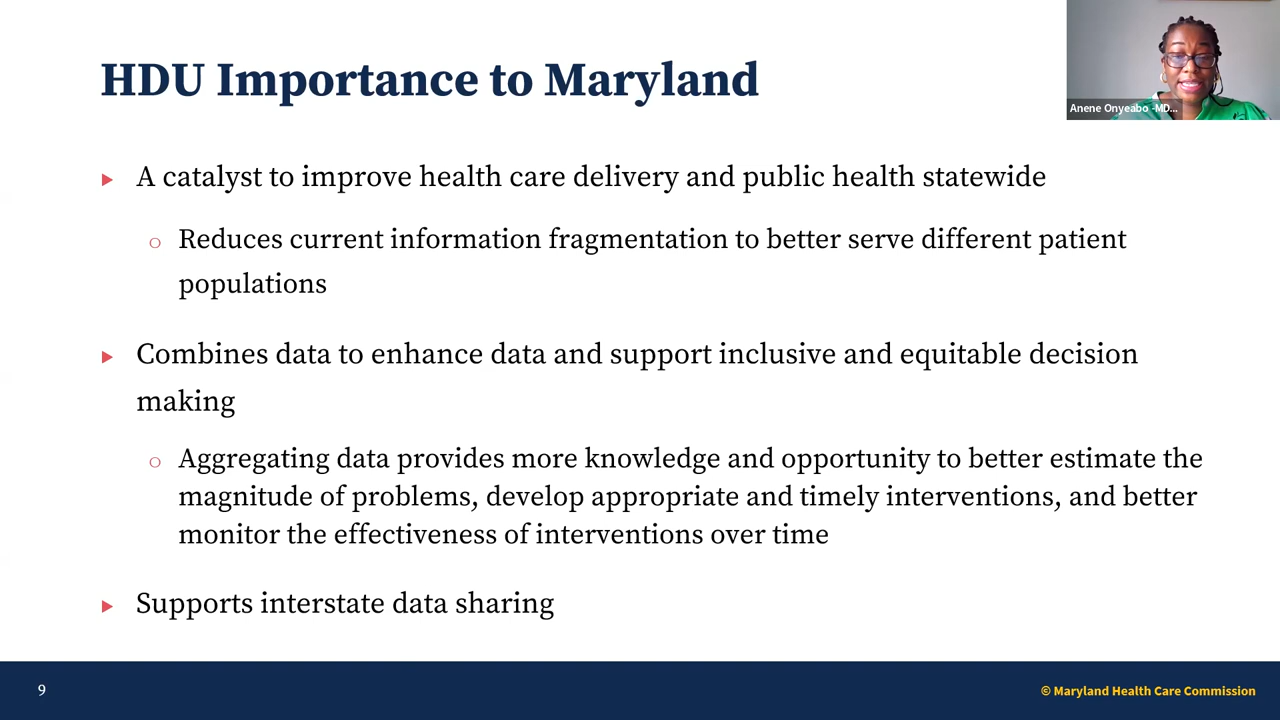 HDU Importance to Maryland
Anene Onyeabo -MD...
A catalyst to improve health care delivery and public health statewide
Reduces current information fragmentation to better serve different patient
populations
Combines data to enhance data and support inclusive and equitable decision
making
Aggregating data provides more knowledge and opportunity to better estimate the
magnitude of problems, develop appropriate and timely interventions, and better
monitor the effectiveness of interventions over time
Supports interstate data sharing
9
© Maryland Health Care Commission